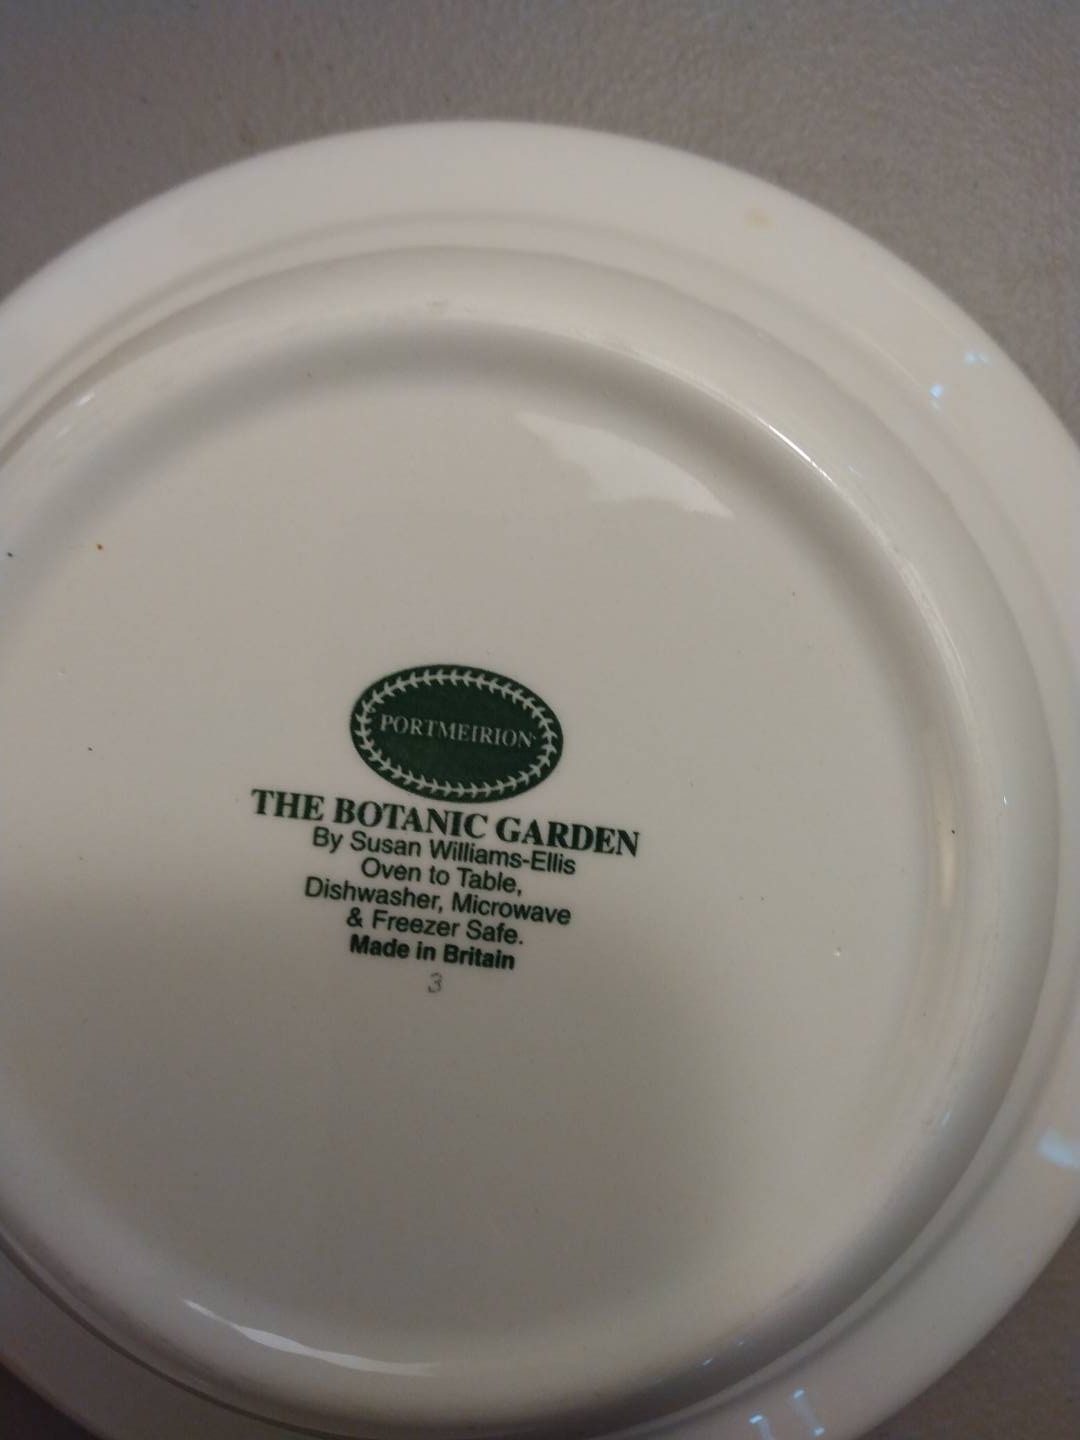 PORTMEIRION
THE BOTANIC GARDEN
By Susan Williams-Ellis
Oven to Table,
Dishwasher, Microwave
& Freezer Safe.
Made in Britain
3